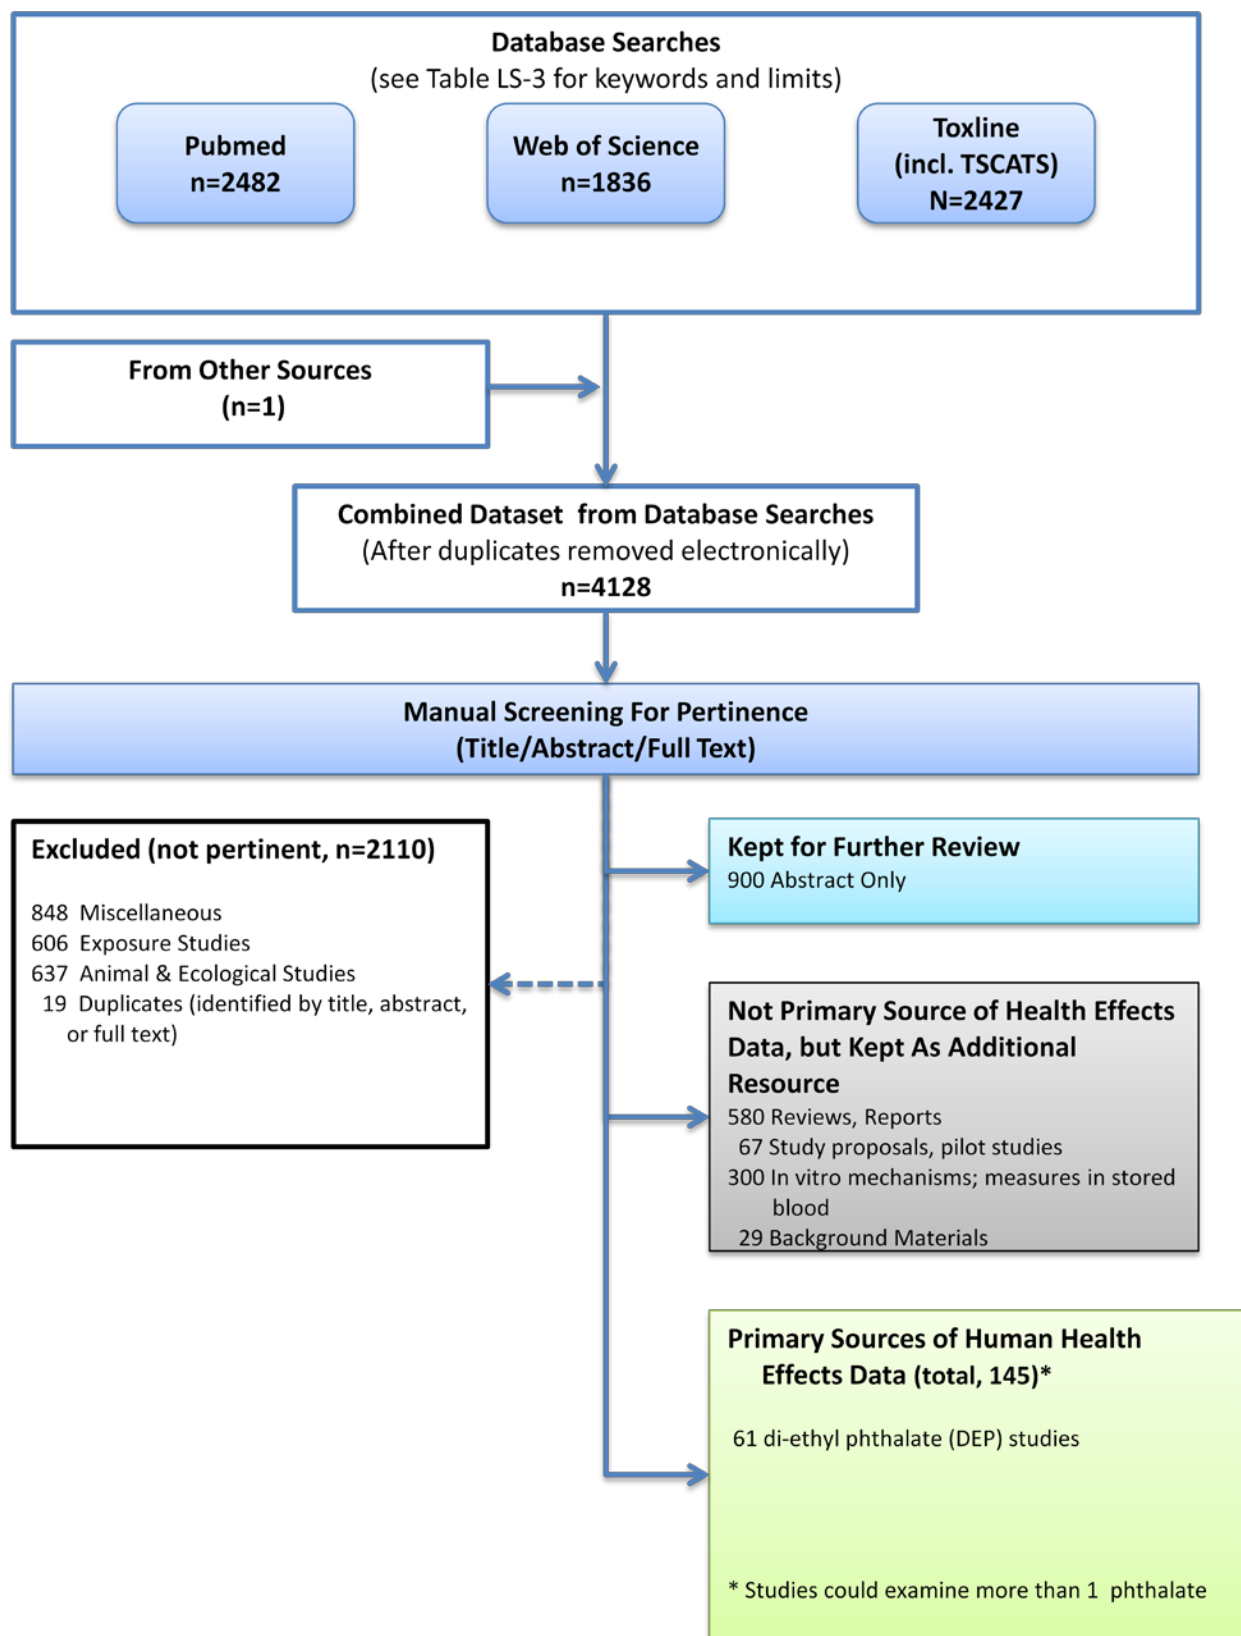 Database Searches
(see Table LS-3 for keywords and limits)
Pubmed
n=2482
Web of Science
n=1836
Toxline
(incl. TSCATS)
N=2427
From Other Sources
(n=1)
Combined Dataset from Database Searches
(After duplicates removed electronically)
n=4128
Manual Screening For Pertinence
(Title/Abstract/Full Text)
Excluded (not pertinent, n=2110)
848 Miscellaneous
606 Exposure Studies
637 Animal & Ecological Studies
19 Duplicates (identified by title, abstract,
or full text)
Kept for Further Review
900 Abstract Only
Not Primary Source of Health Effects
Data, but Kept As Additional
Resource
580 Reviews, Reports
67 Study proposals, pilot studies
300 In vitro mechanisms; measures in stored
blood
29 Background Materials
Primary Sources of Human Health
Effects Data (total, 145)*
61 di-ethyl phthalate (DEP) studies
* Studies could examine more than 1 phthalate